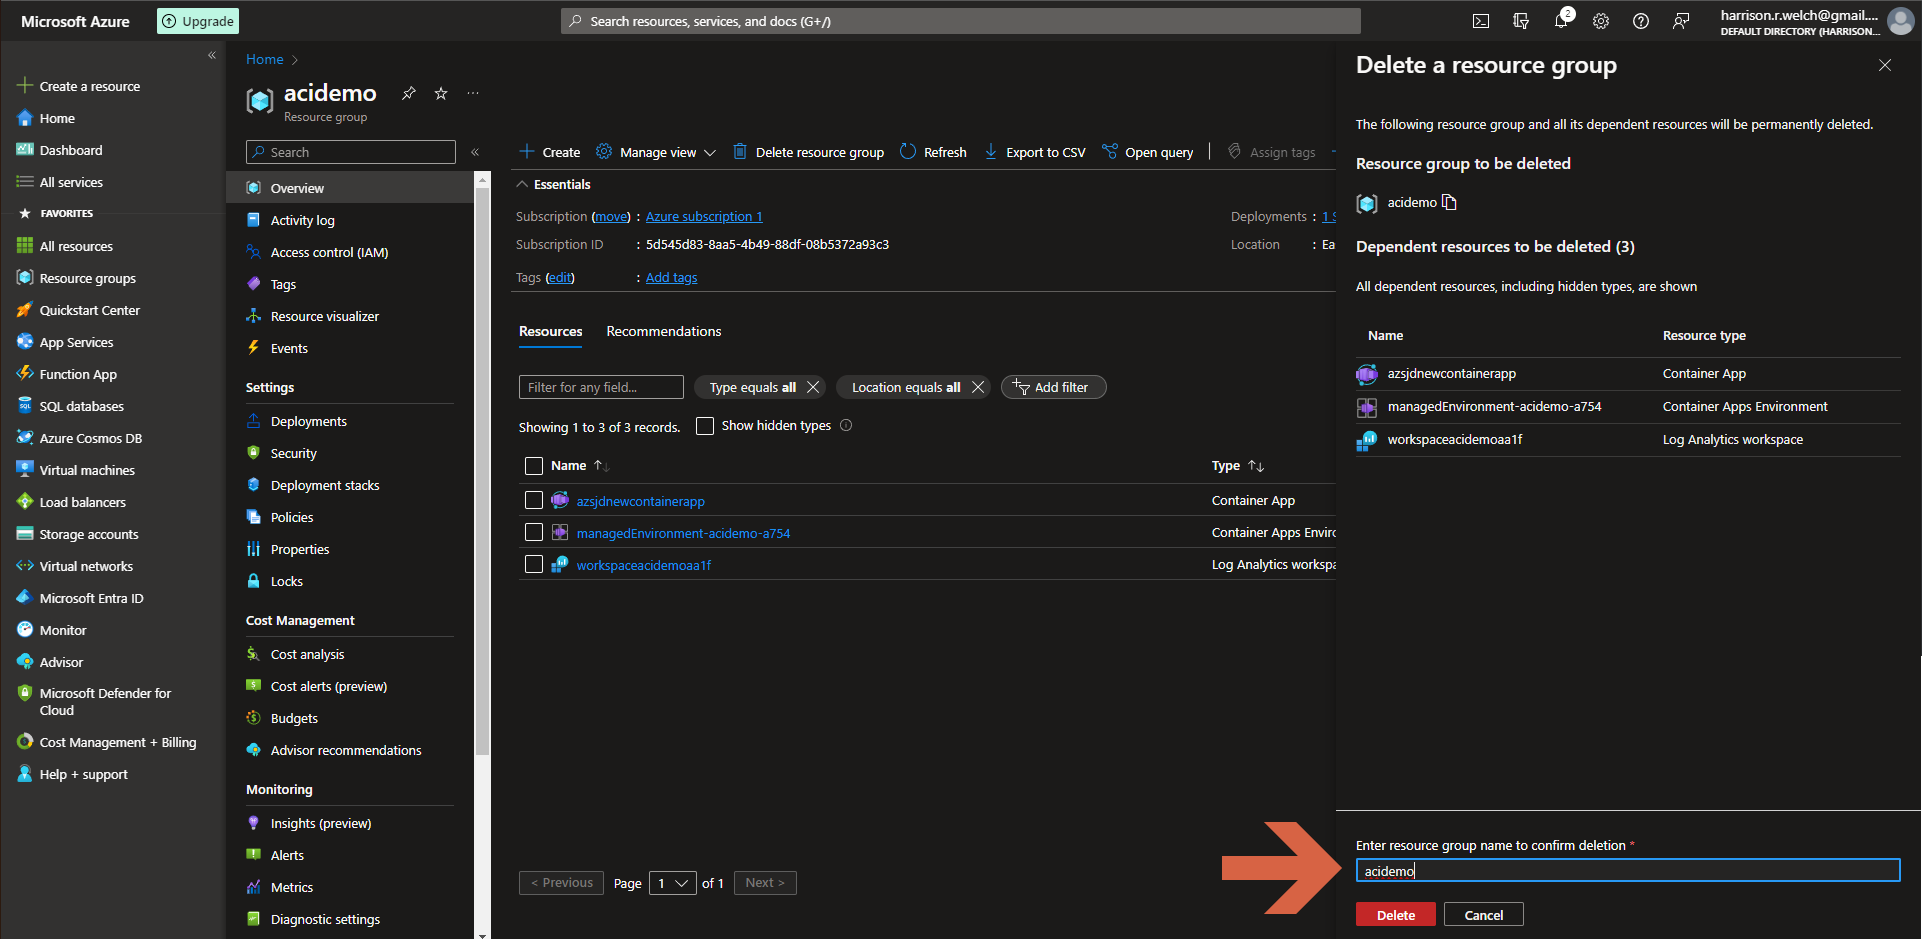 Microsoft Azure
Upgrade
Search resources, services, and docs (G+/)
2
harrison.r.welch@gmail....
DEFAULT DIRECTORY (HARRISON...
«
Create a resource
Home
Dashboard
All services
FAVORITES
All resources
Resource groups
Quickstart Center
App Services
Function App
SQL databases
Azure Cosmos DB
Virtual machines
Load balancers
Storage accounts
Virtual networks
Microsoft Entra ID
Monitor
Advisor
Microsoft Defender for
Cloud
Cost Management + Billing
Help + support
Home >
acidemo
...
Resource group
Search
«
Overview
Activity log
Access control (IAM)
Tags
Resource visualizer
Events
Settings
Deployments
Security
Deployment stacks
Policies
Properties
Locks
Cost Management
Cost analysis
Cost alerts (preview)
Budgets
Advisor recommendations
Monitoring
Insights (preview)
Alerts
Metrics
Diagnostic settings
Create
Manage view
Delete resource group
Refresh
Export to CSV
Open query
Assign tags
Essentials
Subscription (move) : Azure subscription 1
Subscription ID : 5d545d83-8aa5-4b49-88df-08b5372a93c3
Tags (edit) : Add tags
Deployments : 1 S
Location : Ea
Resources
Recommendations
Filter for any field...
Type equals all
Location equals all
Add filter
Showing 1 to 3 of 3 records.
Show hidden types
Name ↑↓
Type ↑↓
azsjdnewcontainerapp
Container App
managedEnvironment-acidemo-a754
Container Apps Enviro
workspaceacidemoaa1f
Log Analytics workspa
< Previous
Page 1 of 1
Next >
Delete a resource group
The following resource group and all its dependent resources will be permanently deleted.
Resource group to be deleted
acidemo
Dependent resources to be deleted (3)
All dependent resources, including hidden types, are shown
Name
Resource type
azsjdnewcontainerapp
Container App
managedEnvironment-acidemo-a754
Container Apps Environment
workspaceacidemoaa1f
Log Analytics workspace
Enter resource group name to confirm deletion *
acidemo
Delete
Cancel